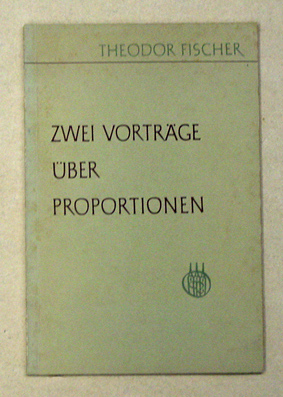 THEODOR FISCHER
ZWEI VORTRÄGE
ÜBER
PROPORTIONEN